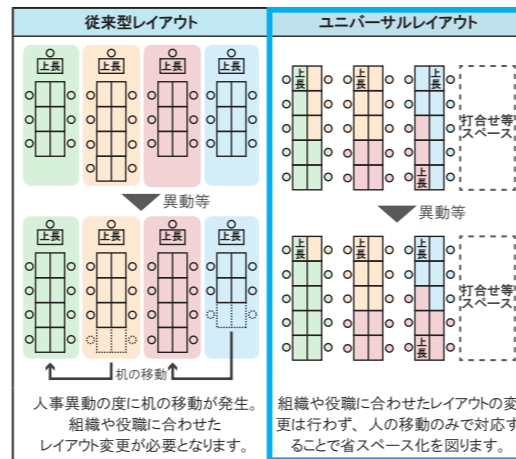 従来型レイアウト
上長
上長
上長
上長
異動等
上長
上長
上長
上長
机の移動
人事異動の度に机の移動が発生。
組織や役職に合わせた
レイアウト変更が必要となります。
ユニバーサルレイアウト
上長
上長
上長
上長
打合せ等
スペース
異動等
上長
上長
上長
上長
打合せ等
スペース
組織や役職に合わせたレイアウトの変
更は行わず、人の移動のみで対応す
ることで省スペース化を図ります。